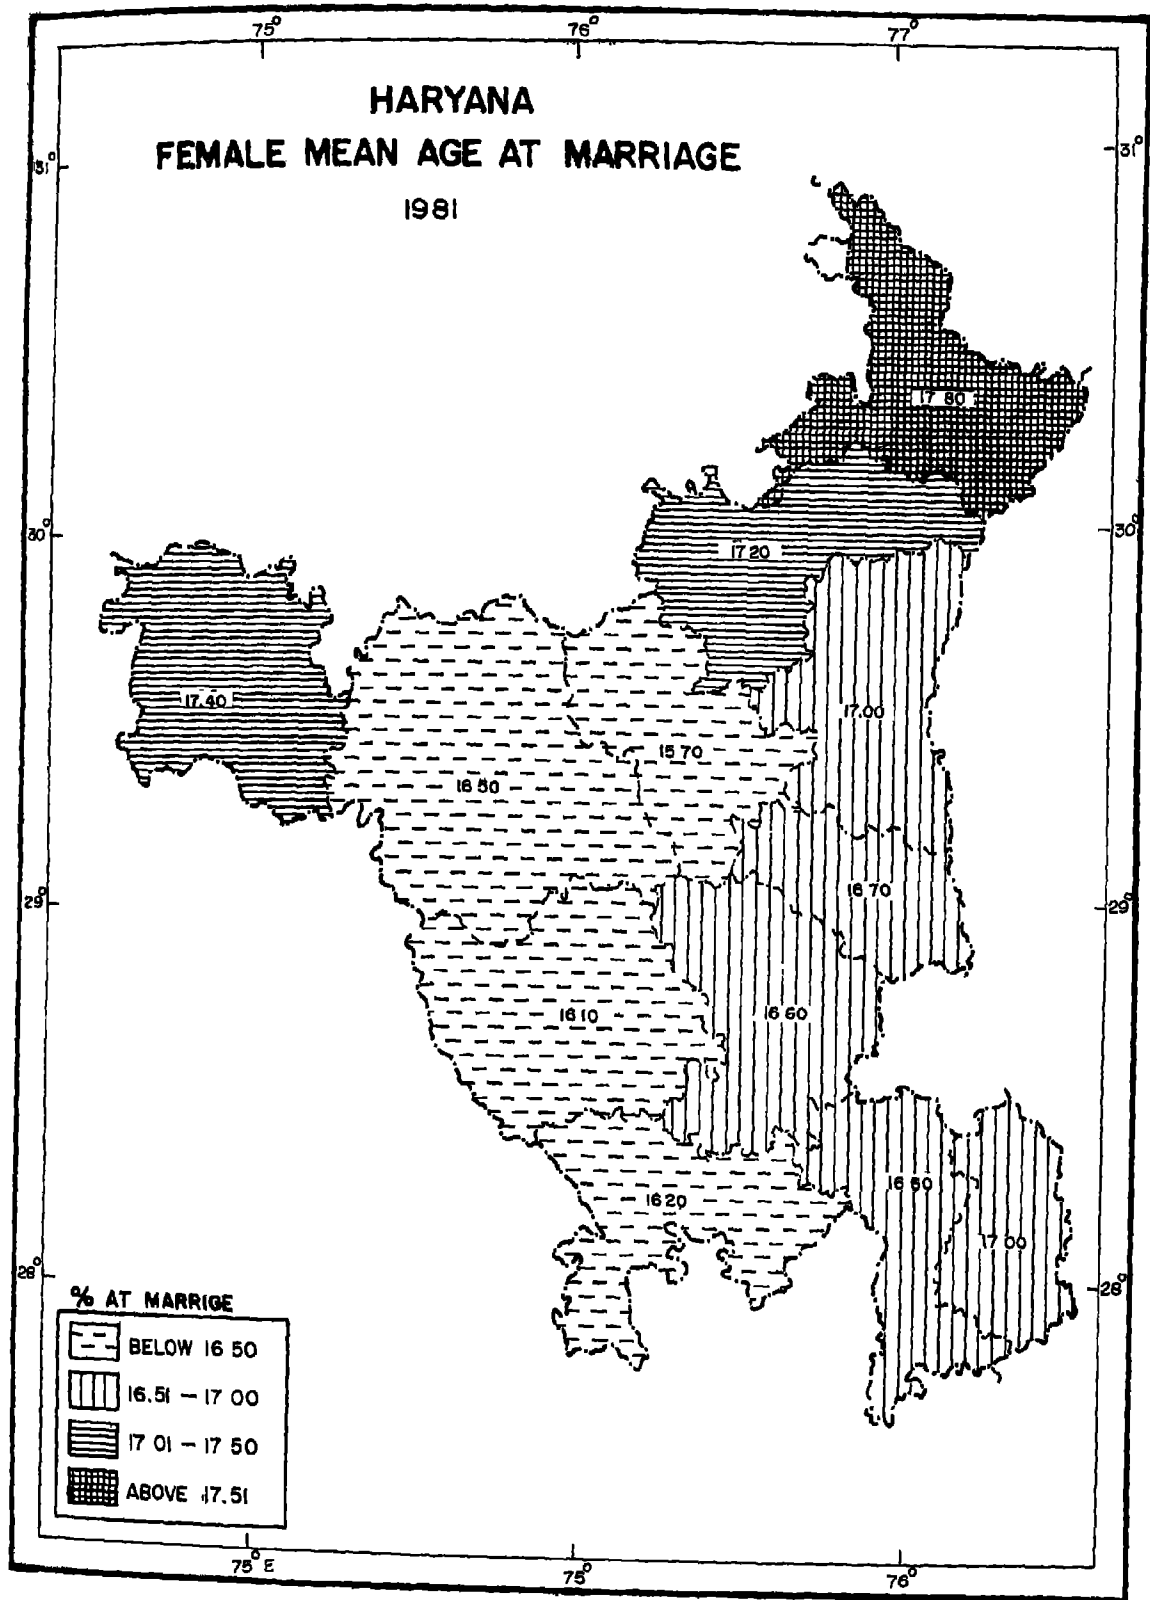 75° 76° 77°
HARYANA
FEMALE MEAN AGE AT MARRIAGE
1981
31° 31°
17 80
30° 30°
17 20
17.40
17.00
15 70
16 50
16 70
29° 29°
16 10
16 60
16 60
16 20
17 00
28° 28°
% AT MARRIGE
BELOW 16 50
16.51 – 17 00
17 01 – 17 50
ABOVE 17.51
75° E 75° 76°